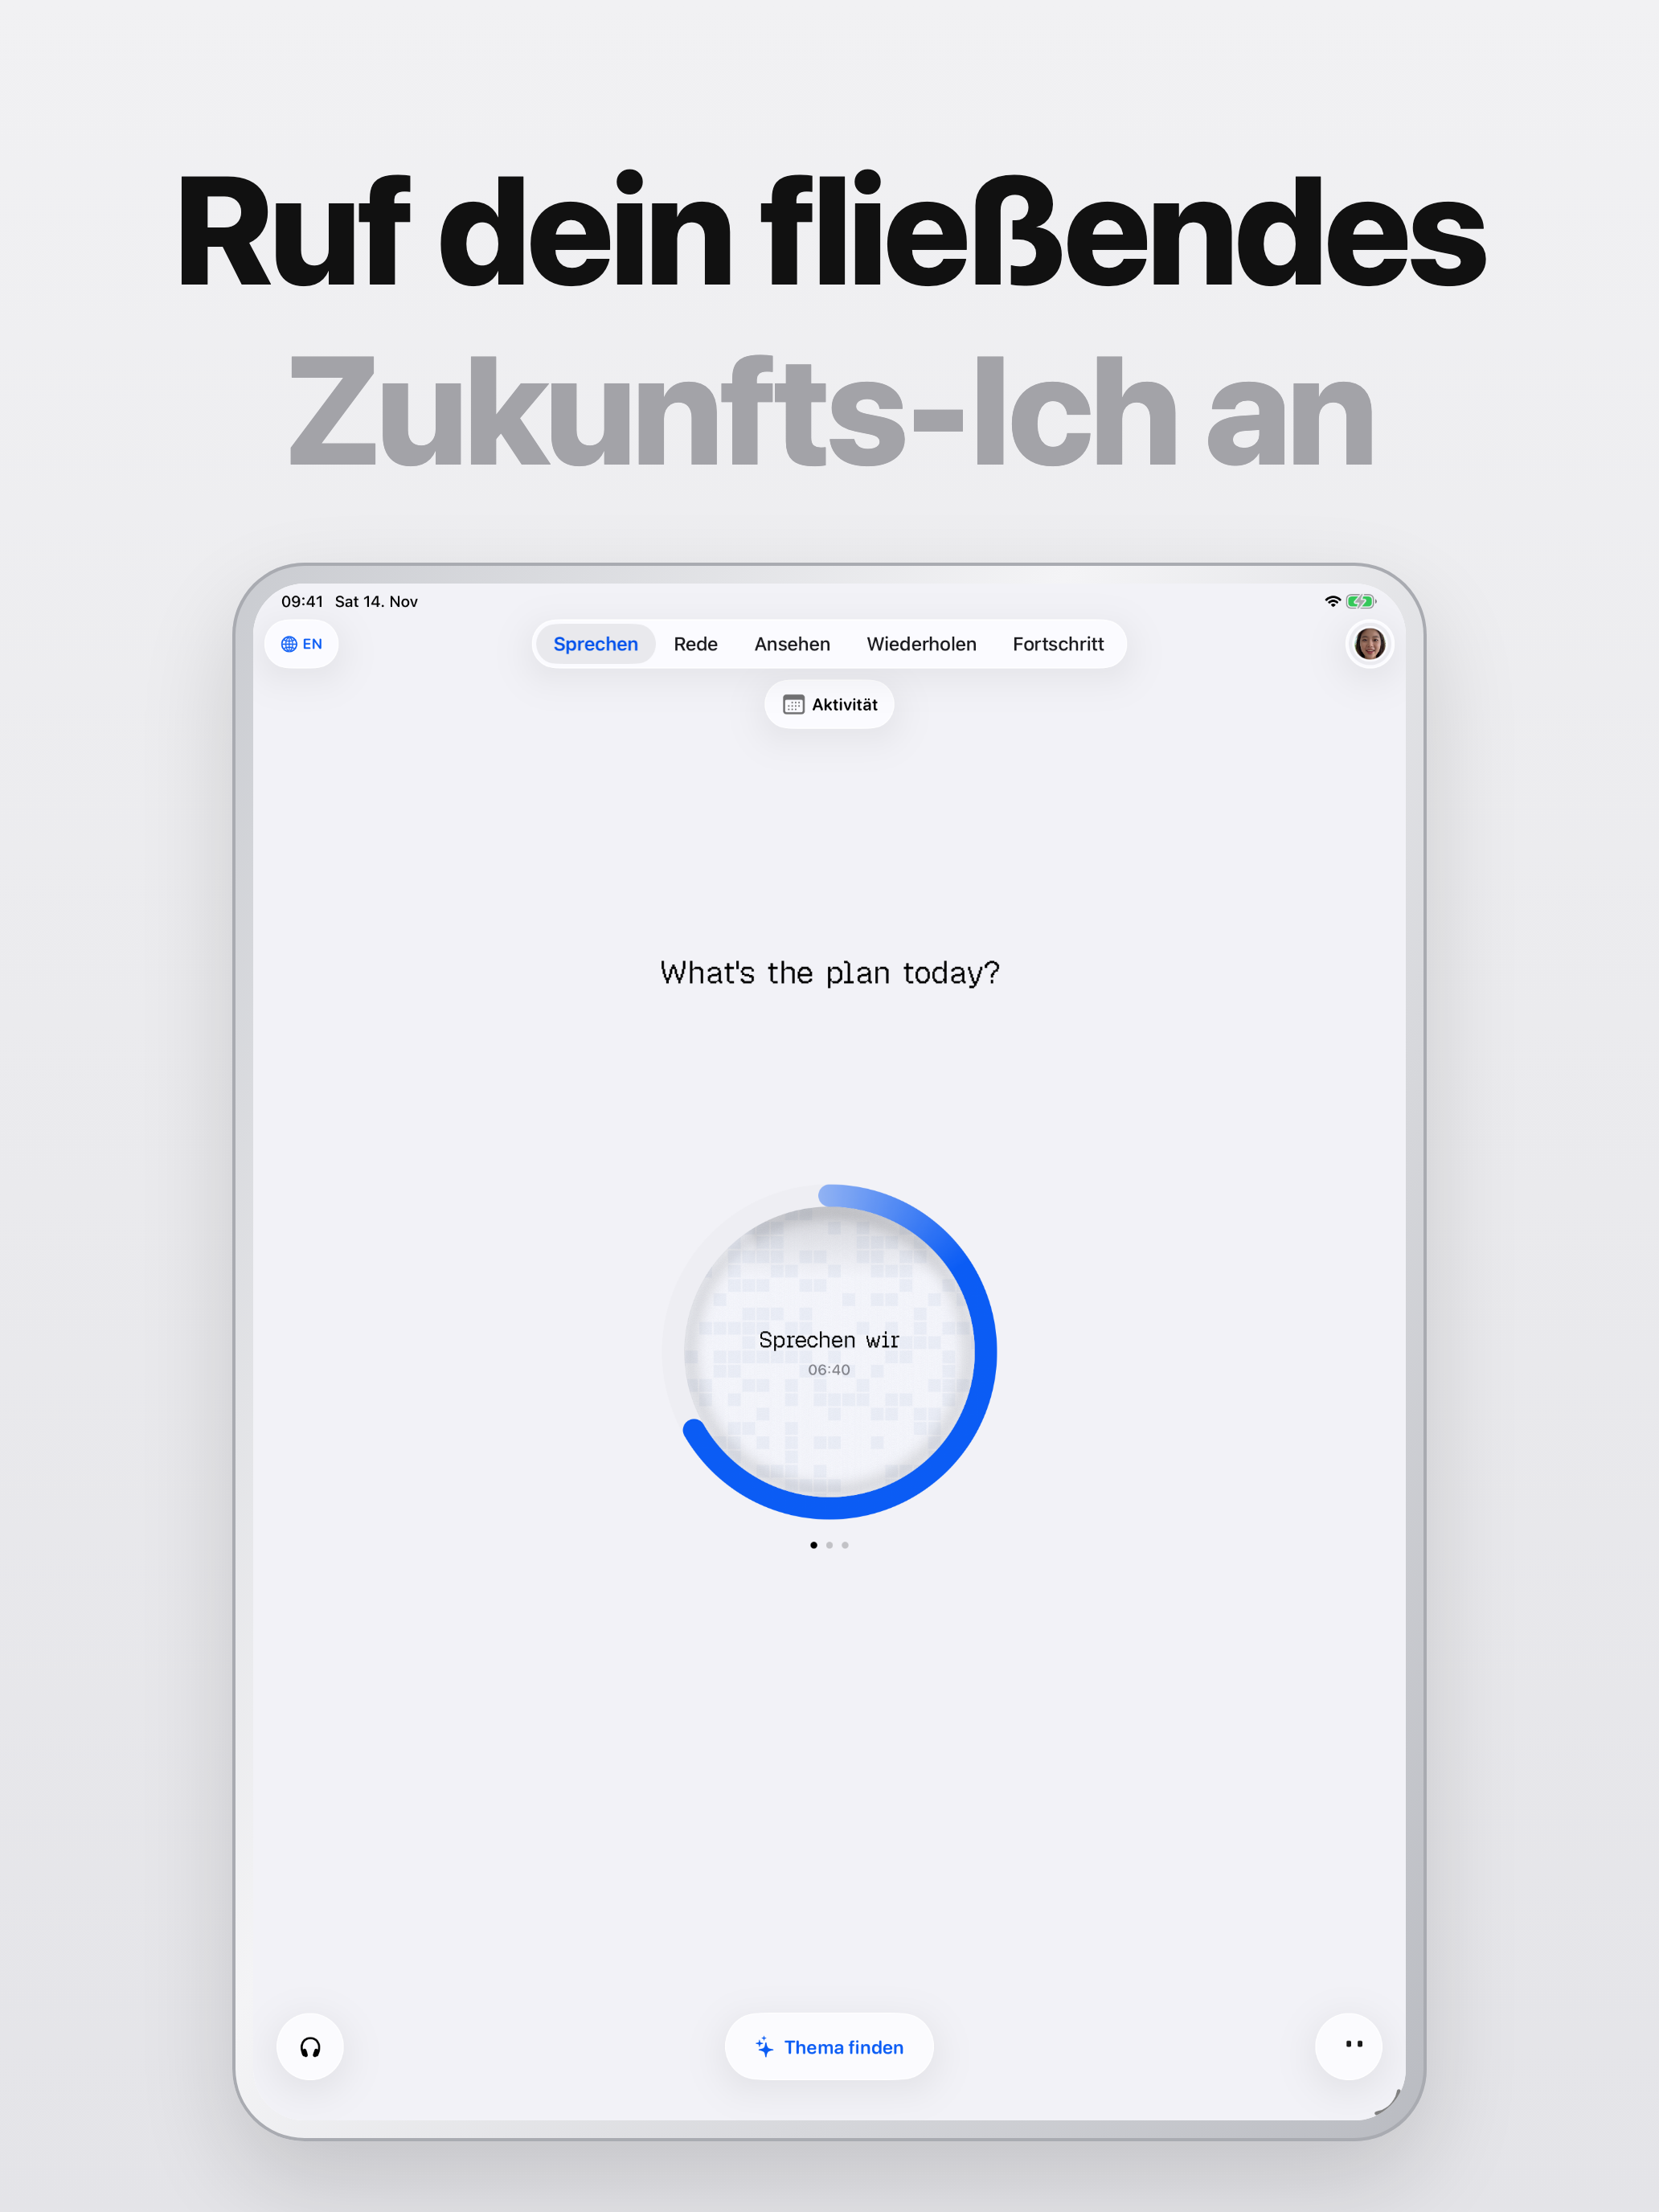 Ruf dein fließendes
Zukunfts-Ich an
09:41 Sat 14. Nov
EN
Sprechen Rede Ansehen Wiederholen Fortschritt
Aktivität
What's the plan today?
Sprechen wir
06:40
Thema finden